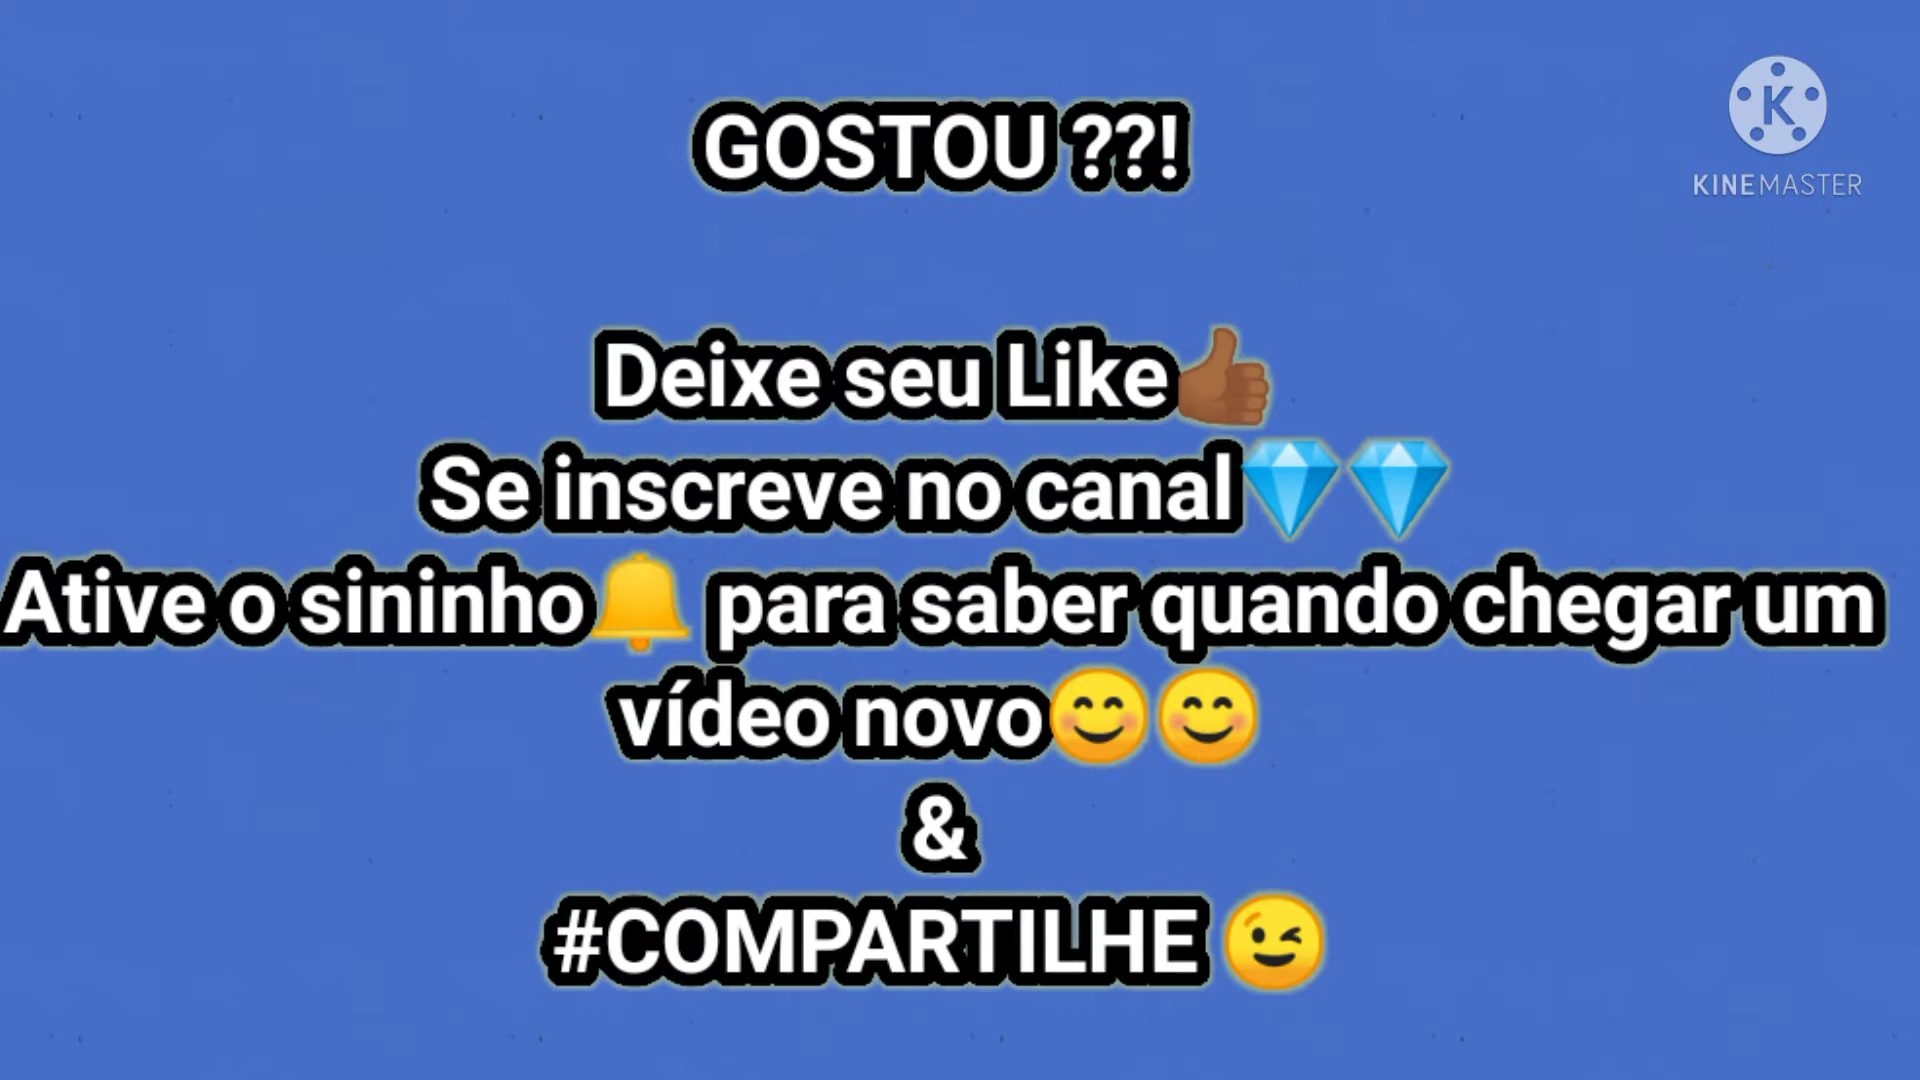 GOSTOU ??!
K
KINEMASTER
Deixe seu Like👍🏾
Se inscreve no canal💎💎
Ative o sininho🔔 para saber quando chegar um
vídeo novo😊😊
&
#COMPARTILHE 😉